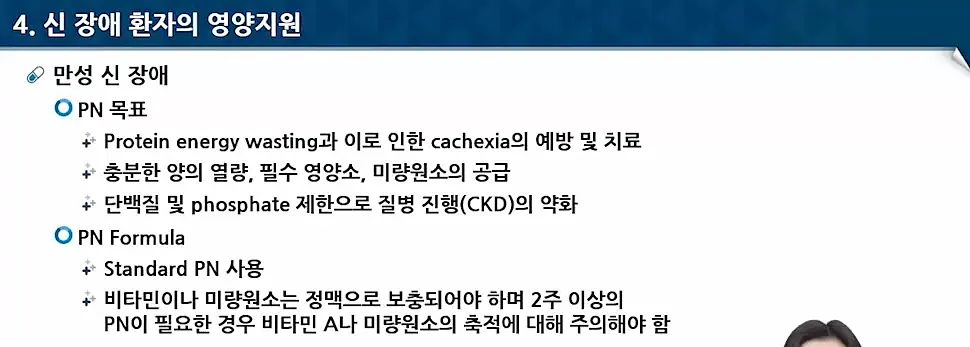 4. 신 장애 환자의 영양지원
만성 신 장애
PN 목표
Protein energy wasting과 이로 인한 cachexia의 예방 및 치료
충분한 양의 열량, 필수 영양소, 미량원소의 공급
단백질 및 phosphate 제한으로 질병 진행(CKD)의 약화
PN Formula
Standard PN 사용
비타민이나 미량원소는 정맥으로 보충되어야 하며 2주 이상의
PN이 필요한 경우 비타민 A나 미량원소의 축적에 대해 주의해야 함